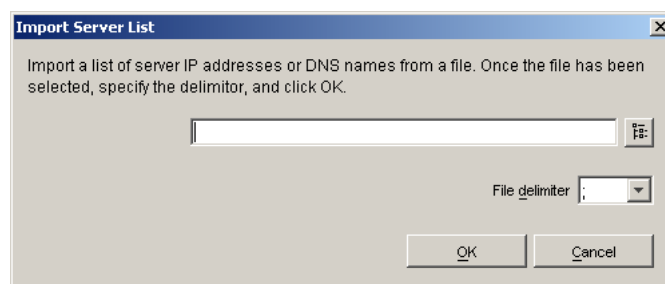 Import Server List
Import a list of server IP addresses or DNS names from a file. Once the file has been
selected, specify the delimitor, and click OK.
File delimiter ;
OK Cancel